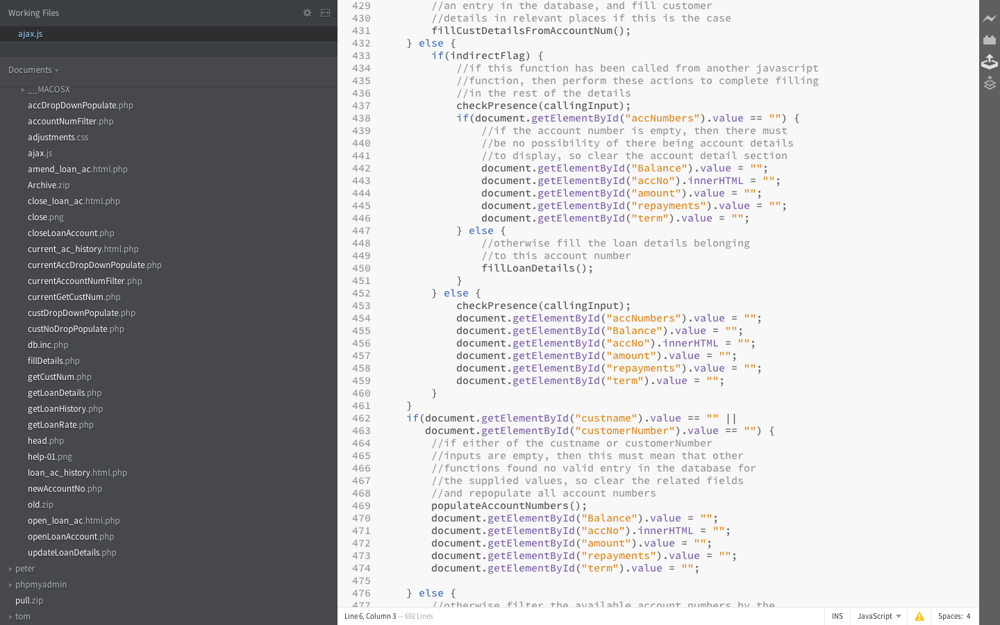 Working Files
ajax.js
Documents
__MACOSX
accDropDownPopulate.php
accountNumFilter.php
adjustments.css
ajax.js
amend_loan_ac.html.php
Archive.zip
close_loan_ac.html.php
close.png
closeLoanAccount.php
current_ac_history.html.php
currentAccDropDownPopulate.php
currentAccountNumFilter.php
currentGetCustNum.php
custDropDownPopulate.php
custNoDropPopulate.php
db.inc.php
fillDetails.php
getCustNum.php
getLoanDetails.php
getLoanHistory.php
getLoanRate.php
head.php
help-01.png
loan_ac_history.html.php
newAccountNo.php
old.zip
open_loan_ac.html.php
openLoanAccount.php
updateLoanDetails.php
peter
phpmyadmin
pull.zip
tom
429 //an entry in the database, and fill customer
430 //details in relevant places if this is the case
431 fillCustDetailsFromAccountNum();
432 } else {
433 if(indirectFlag) {
434 //if this function has been called from another javascript
435 //function, then perform these actions to complete filling
436 //in the rest of the details
437 checkPresence(callingInput);
438 if(document.getElementById("accNumbers").value == "") {
439 //if the account number is empty, then there must
440 //be no possibility of there being account details
441 //to display, so clear the account detail section
442 document.getElementById("Balance").value = "";
443 document.getElementById("accNo").innerHTML = "";
444 document.getElementById("amount").value = "";
445 document.getElementById("repayments").value = "";
446 document.getElementById("term").value = "";
447 } else {
448 //otherwise fill the loan details belonging
449 //to this account number
450 fillLoanDetails();
451 }
452 } else {
453 checkPresence(callingInput);
454 document.getElementById("accNumbers").value = "";
455 document.getElementById("Balance").value = "";
456 document.getElementById("accNo").innerHTML = "";
457 document.getElementById("amount").value = "";
458 document.getElementById("repayments").value = "";
459 document.getElementById("term").value = "";
460 }
461 }
462 if(document.getElementById("custname").value == "" ||
463 document.getElementById("customerNumber").value == "") {
464 //if either of the custname or customerNumber
465 //inputs are empty, then this must mean that other
466 //functions found no valid entry in the database for
467 //the supplied values, so clear the related fields
468 //and repopulate all account numbers
469 populateAccountNumbers();
470 document.getElementById("Balance").value = "";
471 document.getElementById("accNo").innerHTML = "";
472 document.getElementById("amount").value = "";
473 document.getElementById("repayments").value = "";
474 document.getElementById("term").value = "";
475
476 } else {
477 //otherwise filter the available account numbers by the
Line 6, Column 3 — 692 Lines
INS
JavaScript
Spaces: 4